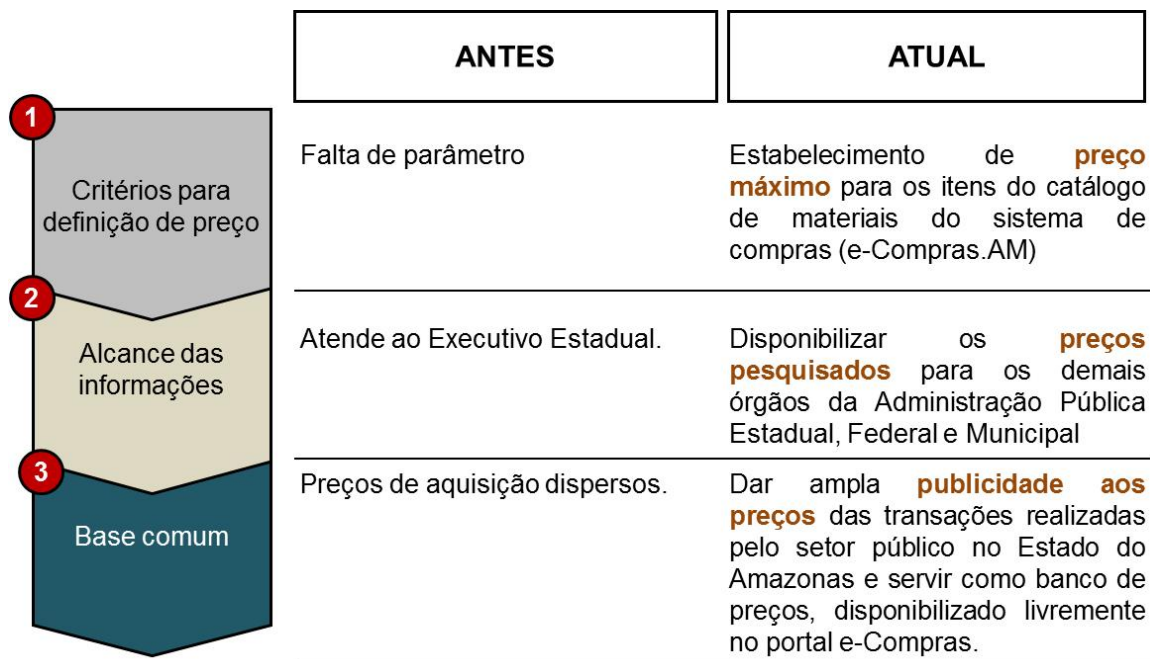 ANTES
ATUAL
1
Critérios para
definição de preço
Falta de parâmetro
Estabelecimento de preço
máximo para os itens do catálogo
de materiais do sistema de
compras (e-Compras.AM)
2
Alcance das
informações
Atende ao Executivo Estadual.
Disponibilizar os preços
pesquisados para os demais
órgãos da Administração Pública
Estadual, Federal e Municipal
3
Base comum
Preços de aquisição dispersos.
Dar ampla publicidade aos
preços das transações realizadas
pelo setor público no Estado do
Amazonas e servir como banco de
preços, disponibilizado livremente
no portal e-Compras.